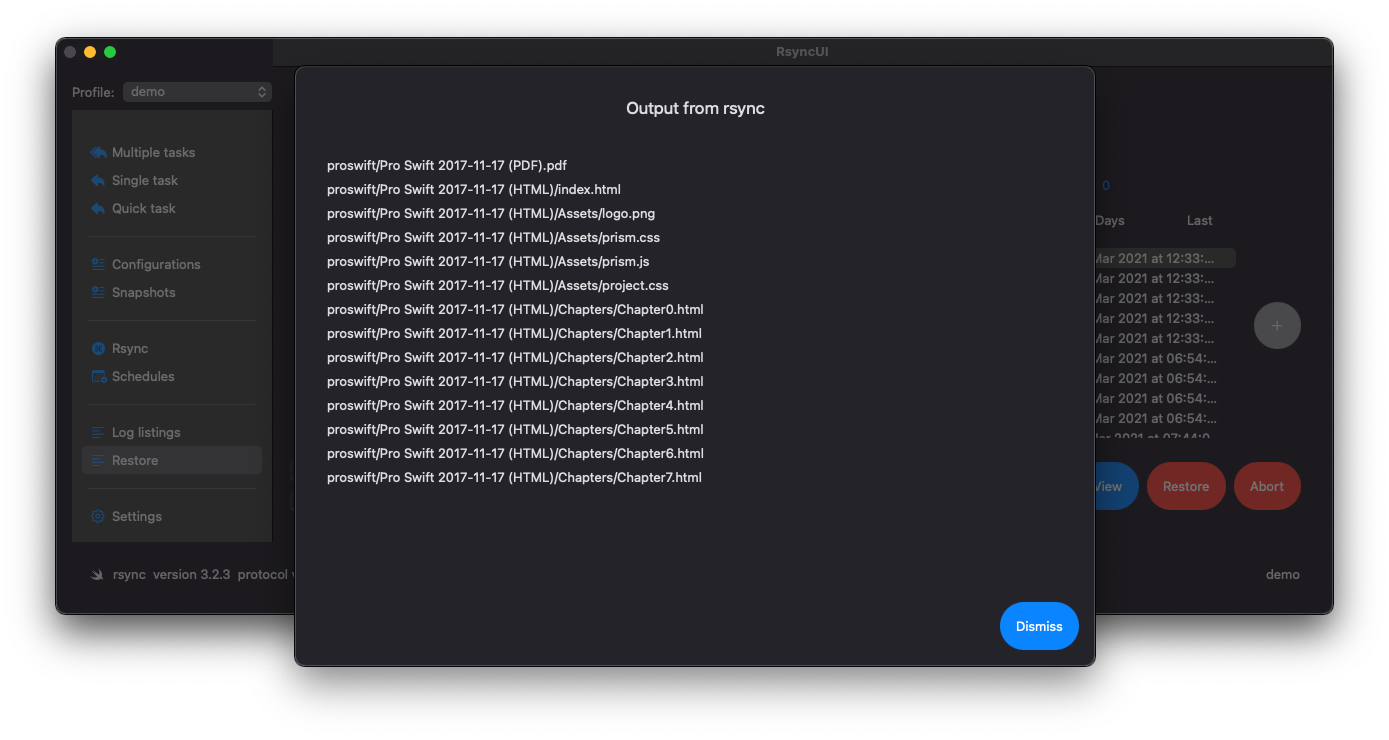 RsyncUI
Profile:
demo
Multiple tasks
Single task
Quick task
Configurations
Snapshots
Rsync
Schedules
Log listings
Restore
Settings
rsync version 3.2.3 protocol
Output from rsync
proswift/Pro Swift 2017-11-17 (PDF).pdf
proswift/Pro Swift 2017-11-17 (HTML)/index.html
proswift/Pro Swift 2017-11-17 (HTML)/Assets/logo.png
proswift/Pro Swift 2017-11-17 (HTML)/Assets/prism.css
proswift/Pro Swift 2017-11-17 (HTML)/Assets/prism.js
proswift/Pro Swift 2017-11-17 (HTML)/Assets/project.css
proswift/Pro Swift 2017-11-17 (HTML)/Chapters/Chapter0.html
proswift/Pro Swift 2017-11-17 (HTML)/Chapters/Chapter1.html
proswift/Pro Swift 2017-11-17 (HTML)/Chapters/Chapter2.html
proswift/Pro Swift 2017-11-17 (HTML)/Chapters/Chapter3.html
proswift/Pro Swift 2017-11-17 (HTML)/Chapters/Chapter4.html
proswift/Pro Swift 2017-11-17 (HTML)/Chapters/Chapter5.html
proswift/Pro Swift 2017-11-17 (HTML)/Chapters/Chapter6.html
proswift/Pro Swift 2017-11-17 (HTML)/Chapters/Chapter7.html
Dismiss
0
Days Last
Mar 2021 at 12:33:...
Mar 2021 at 12:33:...
Mar 2021 at 12:33:...
Mar 2021 at 12:33:...
Mar 2021 at 12:33:...
Mar 2021 at 06:54:...
Mar 2021 at 06:54:...
Mar 2021 at 06:54:...
Mar 2021 at 06:54:...
+
View
Restore
Abort
demo